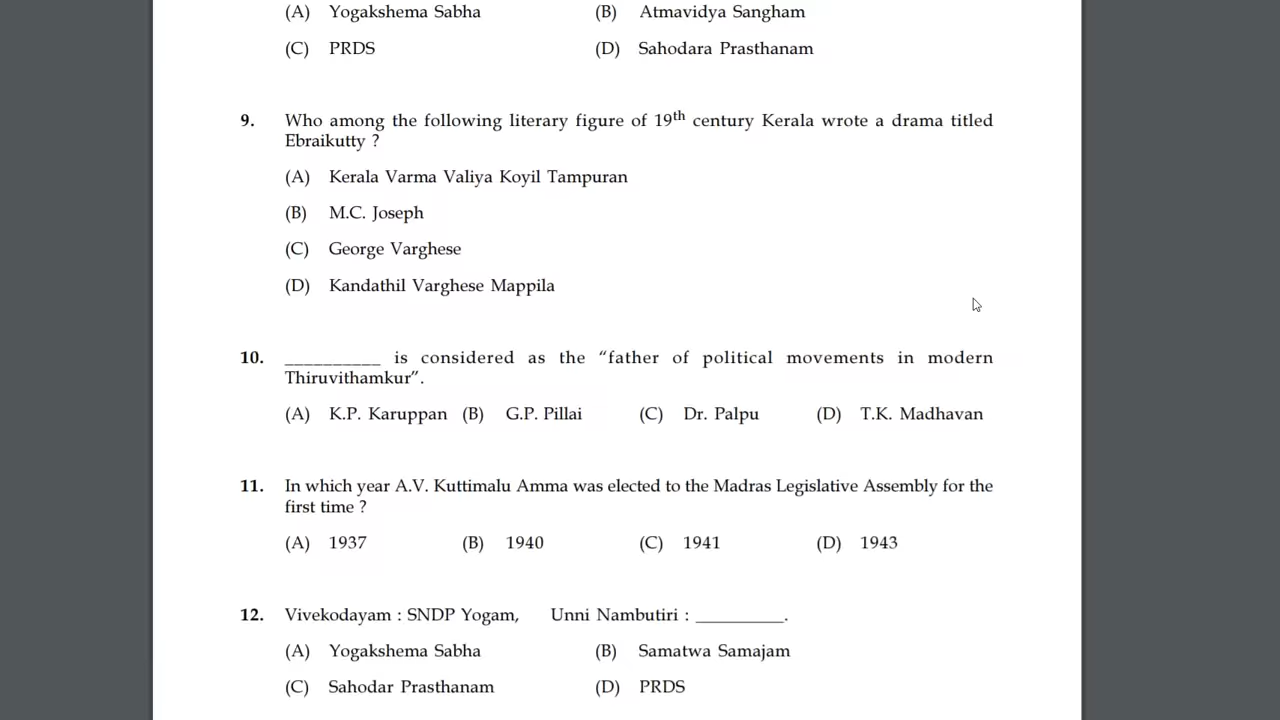 (A) Yogakshema Sabha (B) Atmavidya Sangham
(C) PRDS (D) Sahodara Prasthanam
9. Who among the following literary figure of 19th century Kerala wrote a drama titled
Ebraikutty ?
(A) Kerala Varma Valiya Koyil Tampuran
(B) M.C. Joseph
(C) George Varghese
(D) Kandathil Varghese Mappila
10. __________ is considered as the “father of political movements in modern
Thiruvithamkur”.
(A) K.P. Karuppan (B) G.P. Pillai (C) Dr. Palpu (D) T.K. Madhavan
11. In which year A.V. Kuttimalu Amma was elected to the Madras Legislative Assembly for the
first time ?
(A) 1937 (B) 1940 (C) 1941 (D) 1943
12. Vivekodayam : SNDP Yogam, Unni Nambutiri : __________.
(A) Yogakshema Sabha (B) Samatwa Samajam
(C) Sahodar Prasthanam (D) PRDS